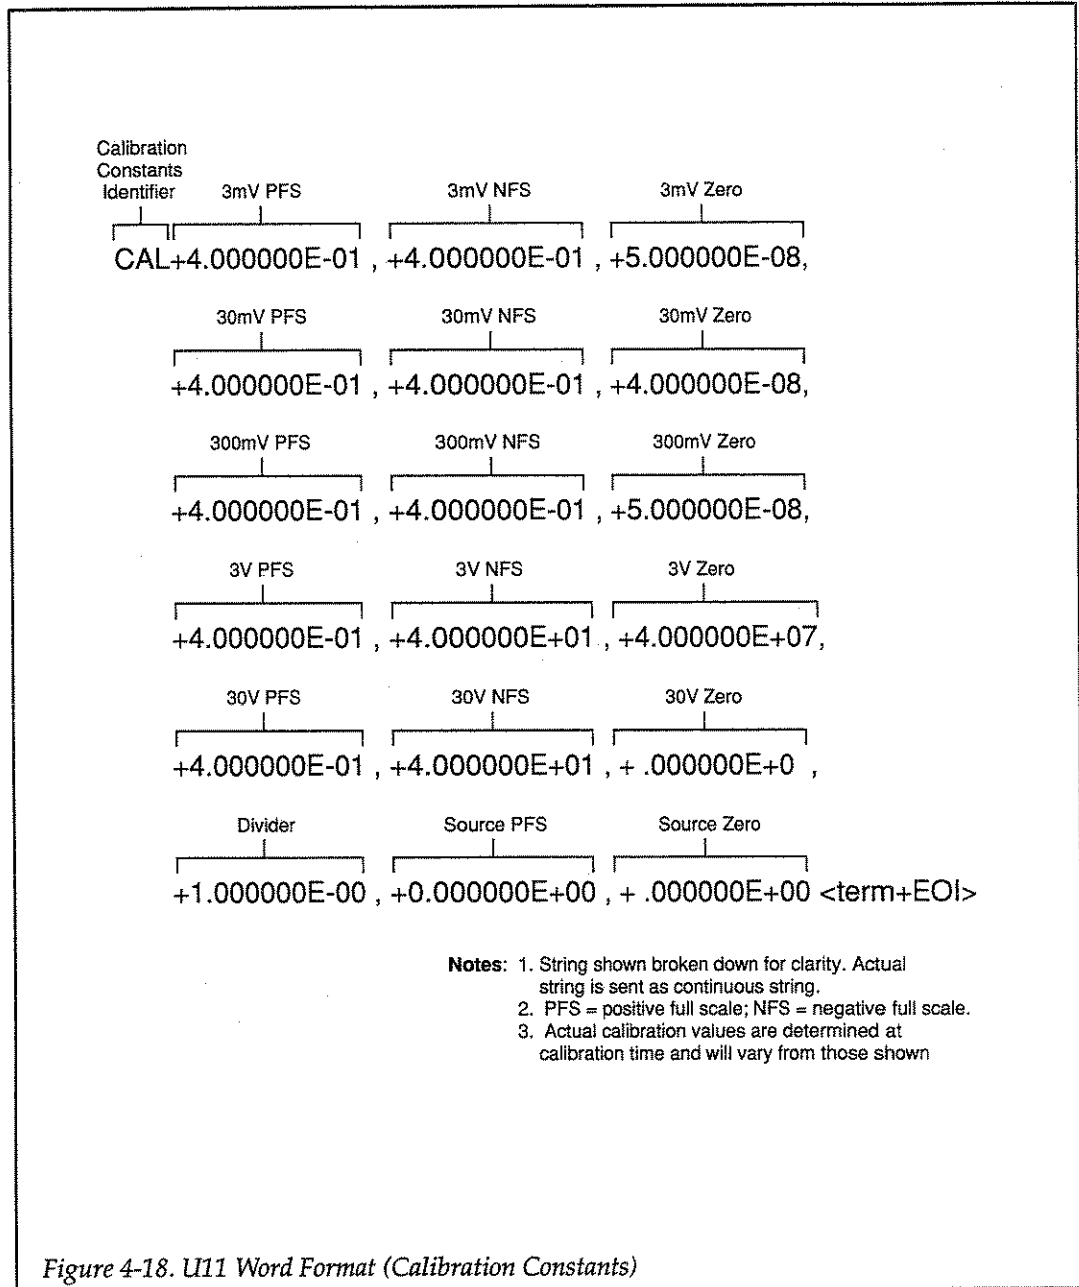 Calibration
Constants
Identifier 3mV PFS 3mV NFS 3mV Zero
CAL+4.000000E-01 , +4.000000E-01 , +5.000000E-08,
30mV PFS 30mV NFS 30mV Zero
+4.000000E-01 , +4.000000E-01 , +4.000000E-08,
300mV PFS 300mV NFS 300mV Zero
+4.000000E-01 , +4.000000E-01 , +5.000000E-08,
3V PFS 3V NFS 3V Zero
+4.000000E-01 , +4.000000E+01 , +4.000000E+07,
30V PFS 30V NFS 30V Zero
+4.000000E-01 , +4.000000E+01 , + .000000E+0 ,
Divider Source PFS Source Zero
+1.000000E-00 , +0.000000E+00 , + .000000E+00 <term+EOI>
Notes: 1. String shown broken down for clarity. Actual
string is sent as continuous string.
2. PFS = positive full scale; NFS = negative full scale.
3. Actual calibration values are determined at
calibration time and will vary from those shown
Figure 4-18. U11 Word Format (Calibration Constants)